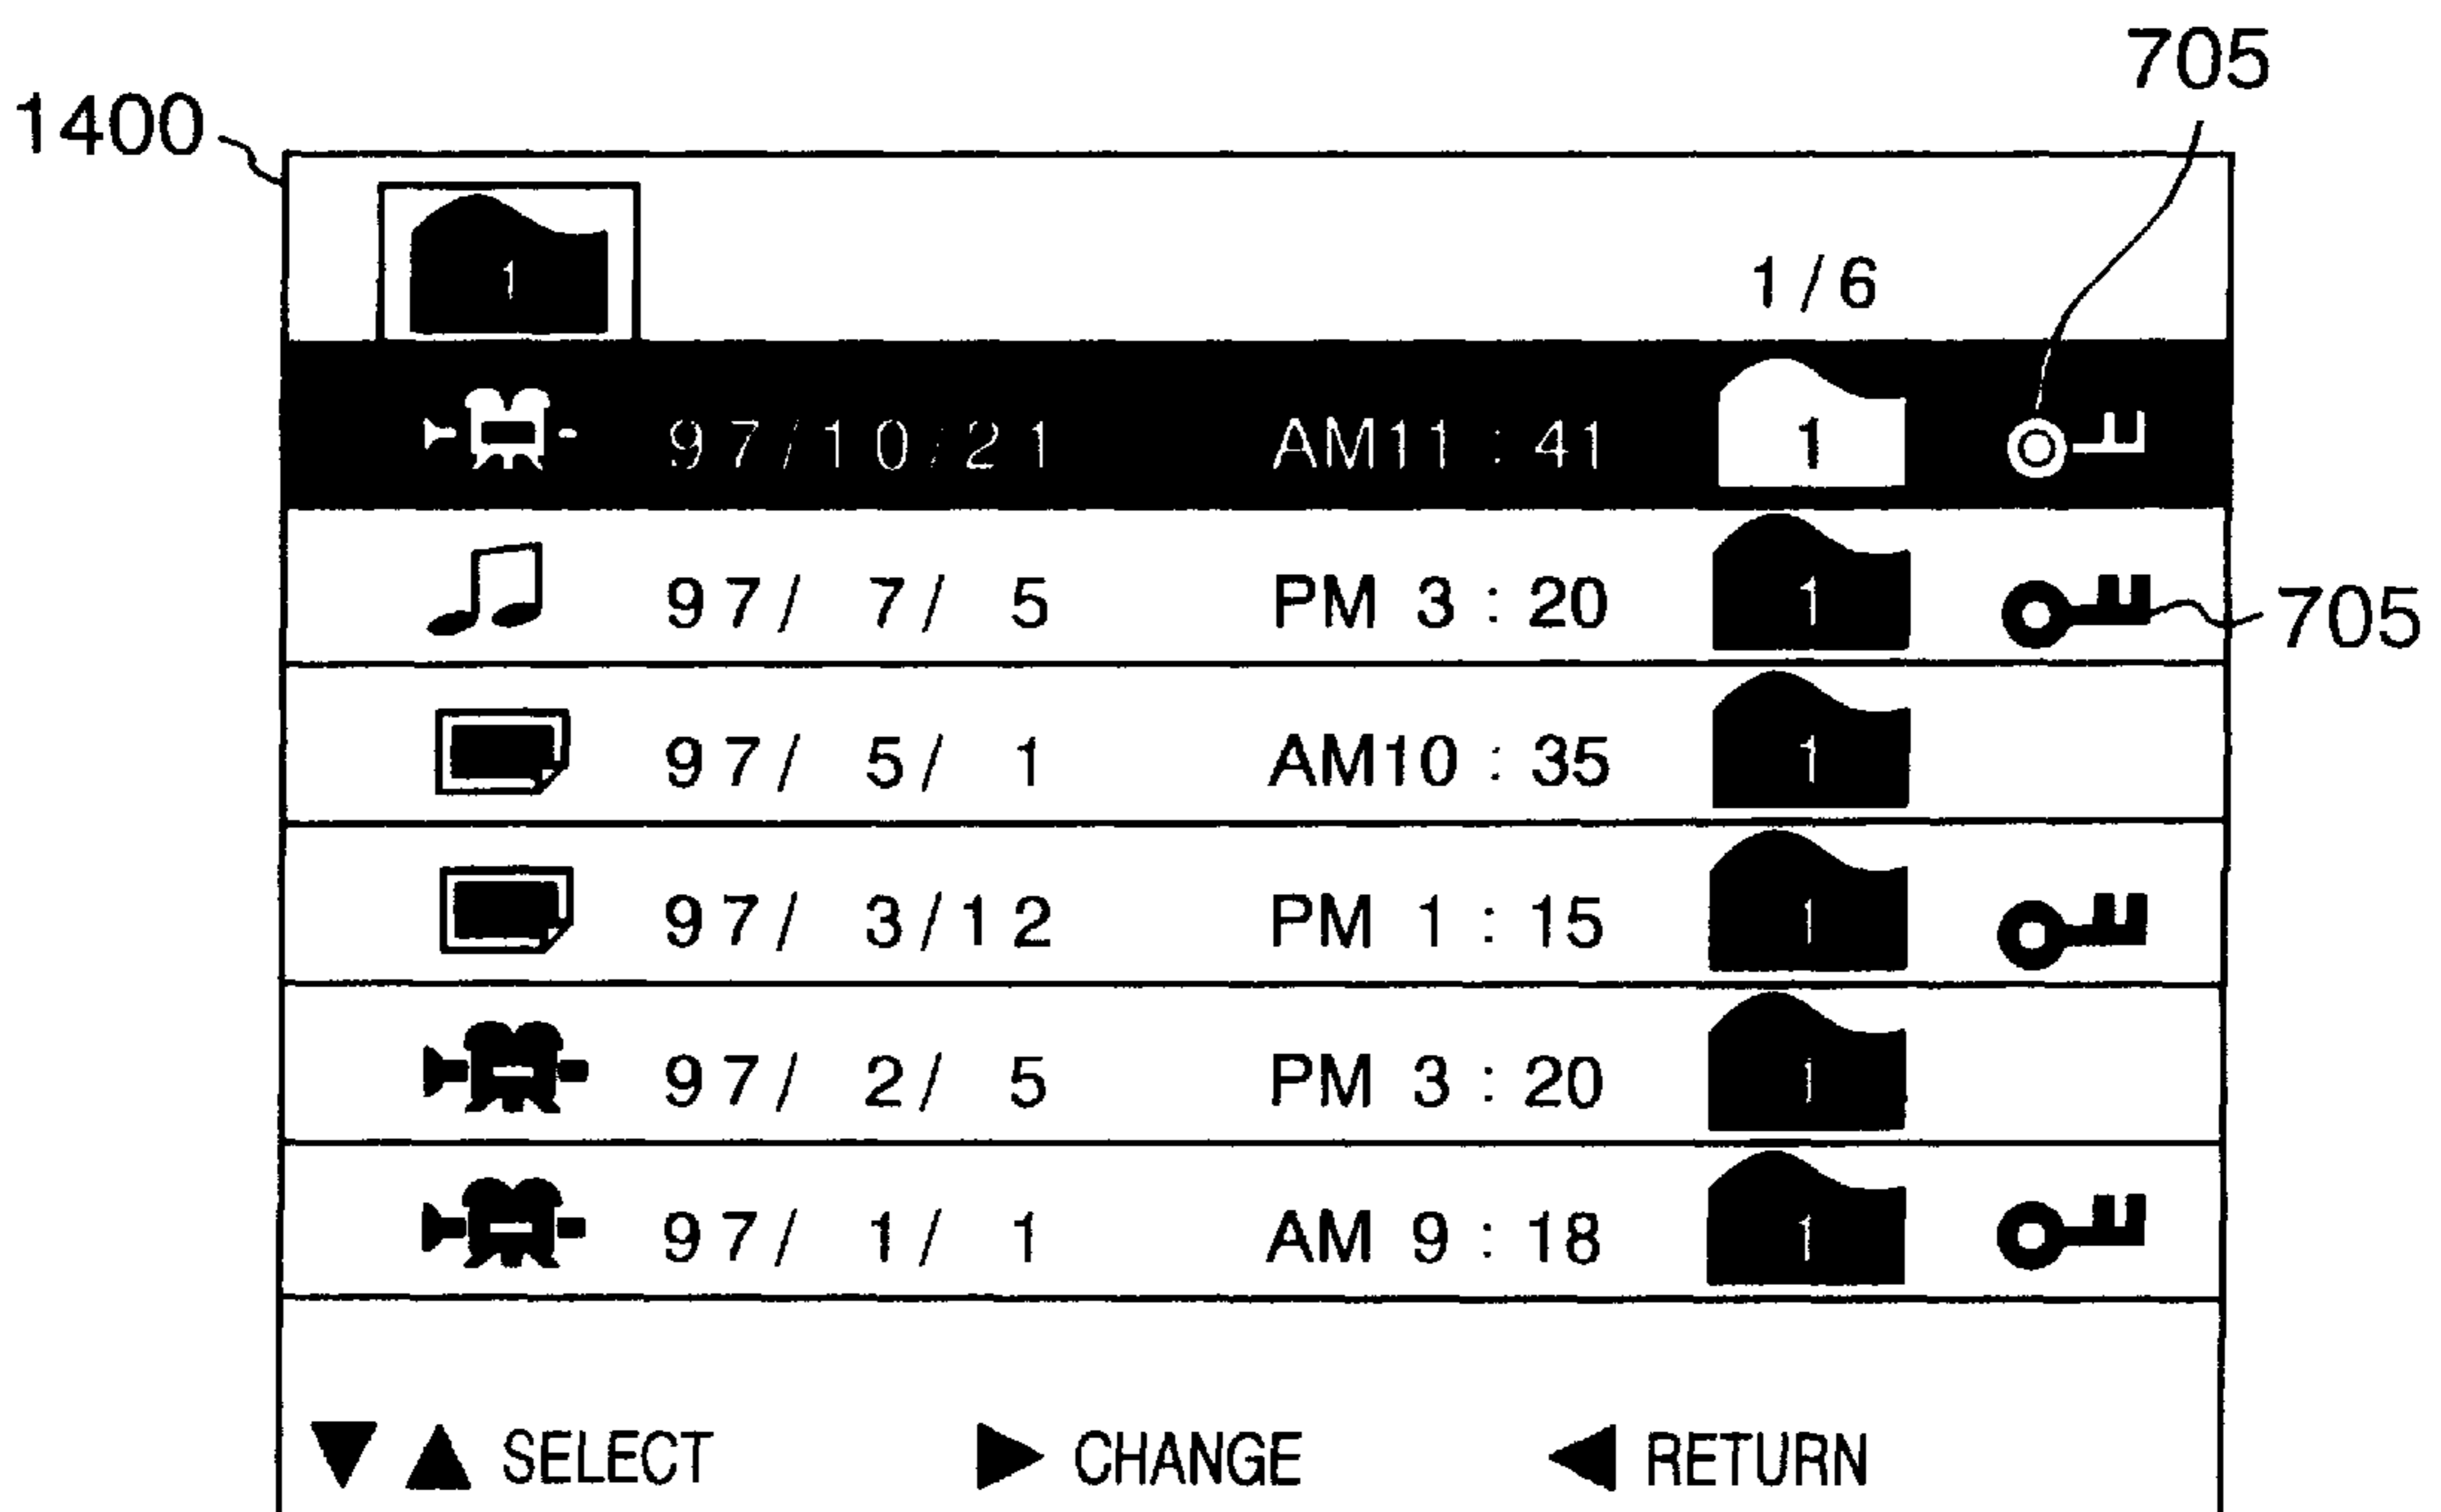 705
1400
1
1/6
97/10/21 AM11:41 1
97/ 7/ 5 PM 3:20 1 705
97/ 5/ 1 AM10:35 1
97/ 3/12 PM 1:15 1
97/ 2/ 5 PM 3:20 1
97/ 1/ 1 AM 9:18 1
▼ ▲ SELECT ▶ CHANGE ◀ RETURN